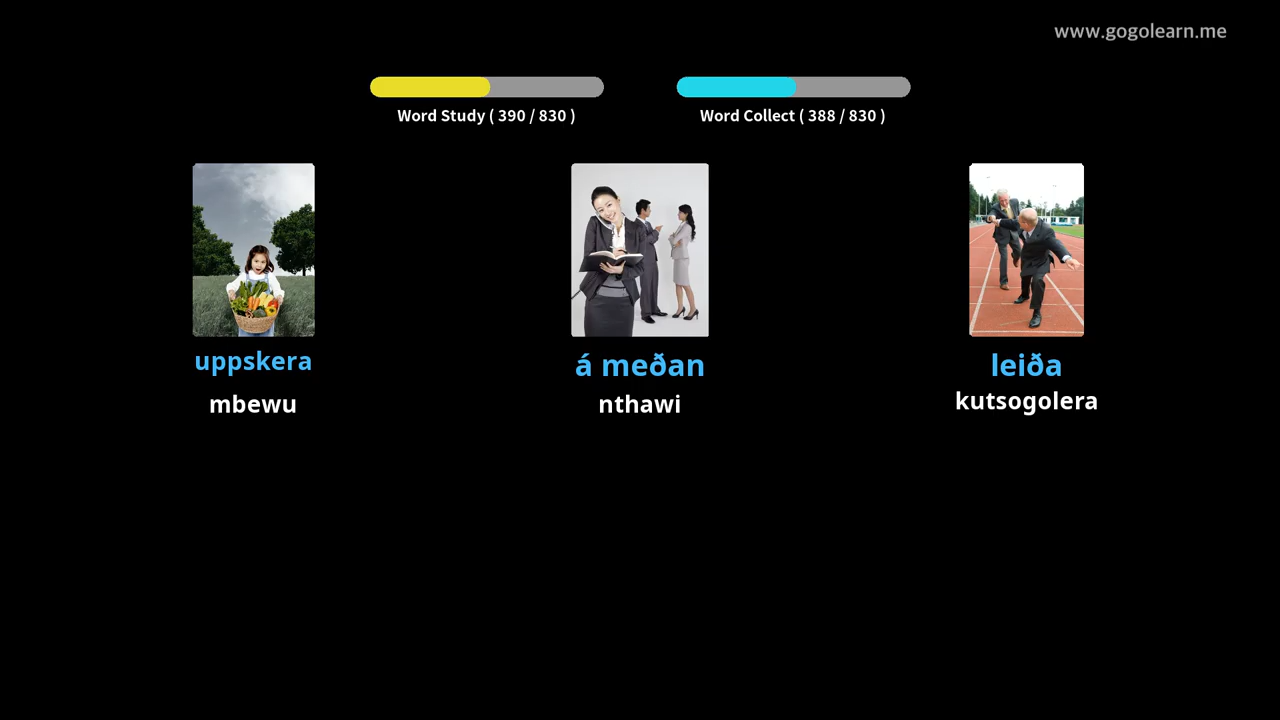 www.gogolearn.me
Word Study ( 390 / 830 )
Word Collect ( 388 / 830 )
uppskera
á meðan
leiða
mbewu
nthawi
kutsogolera